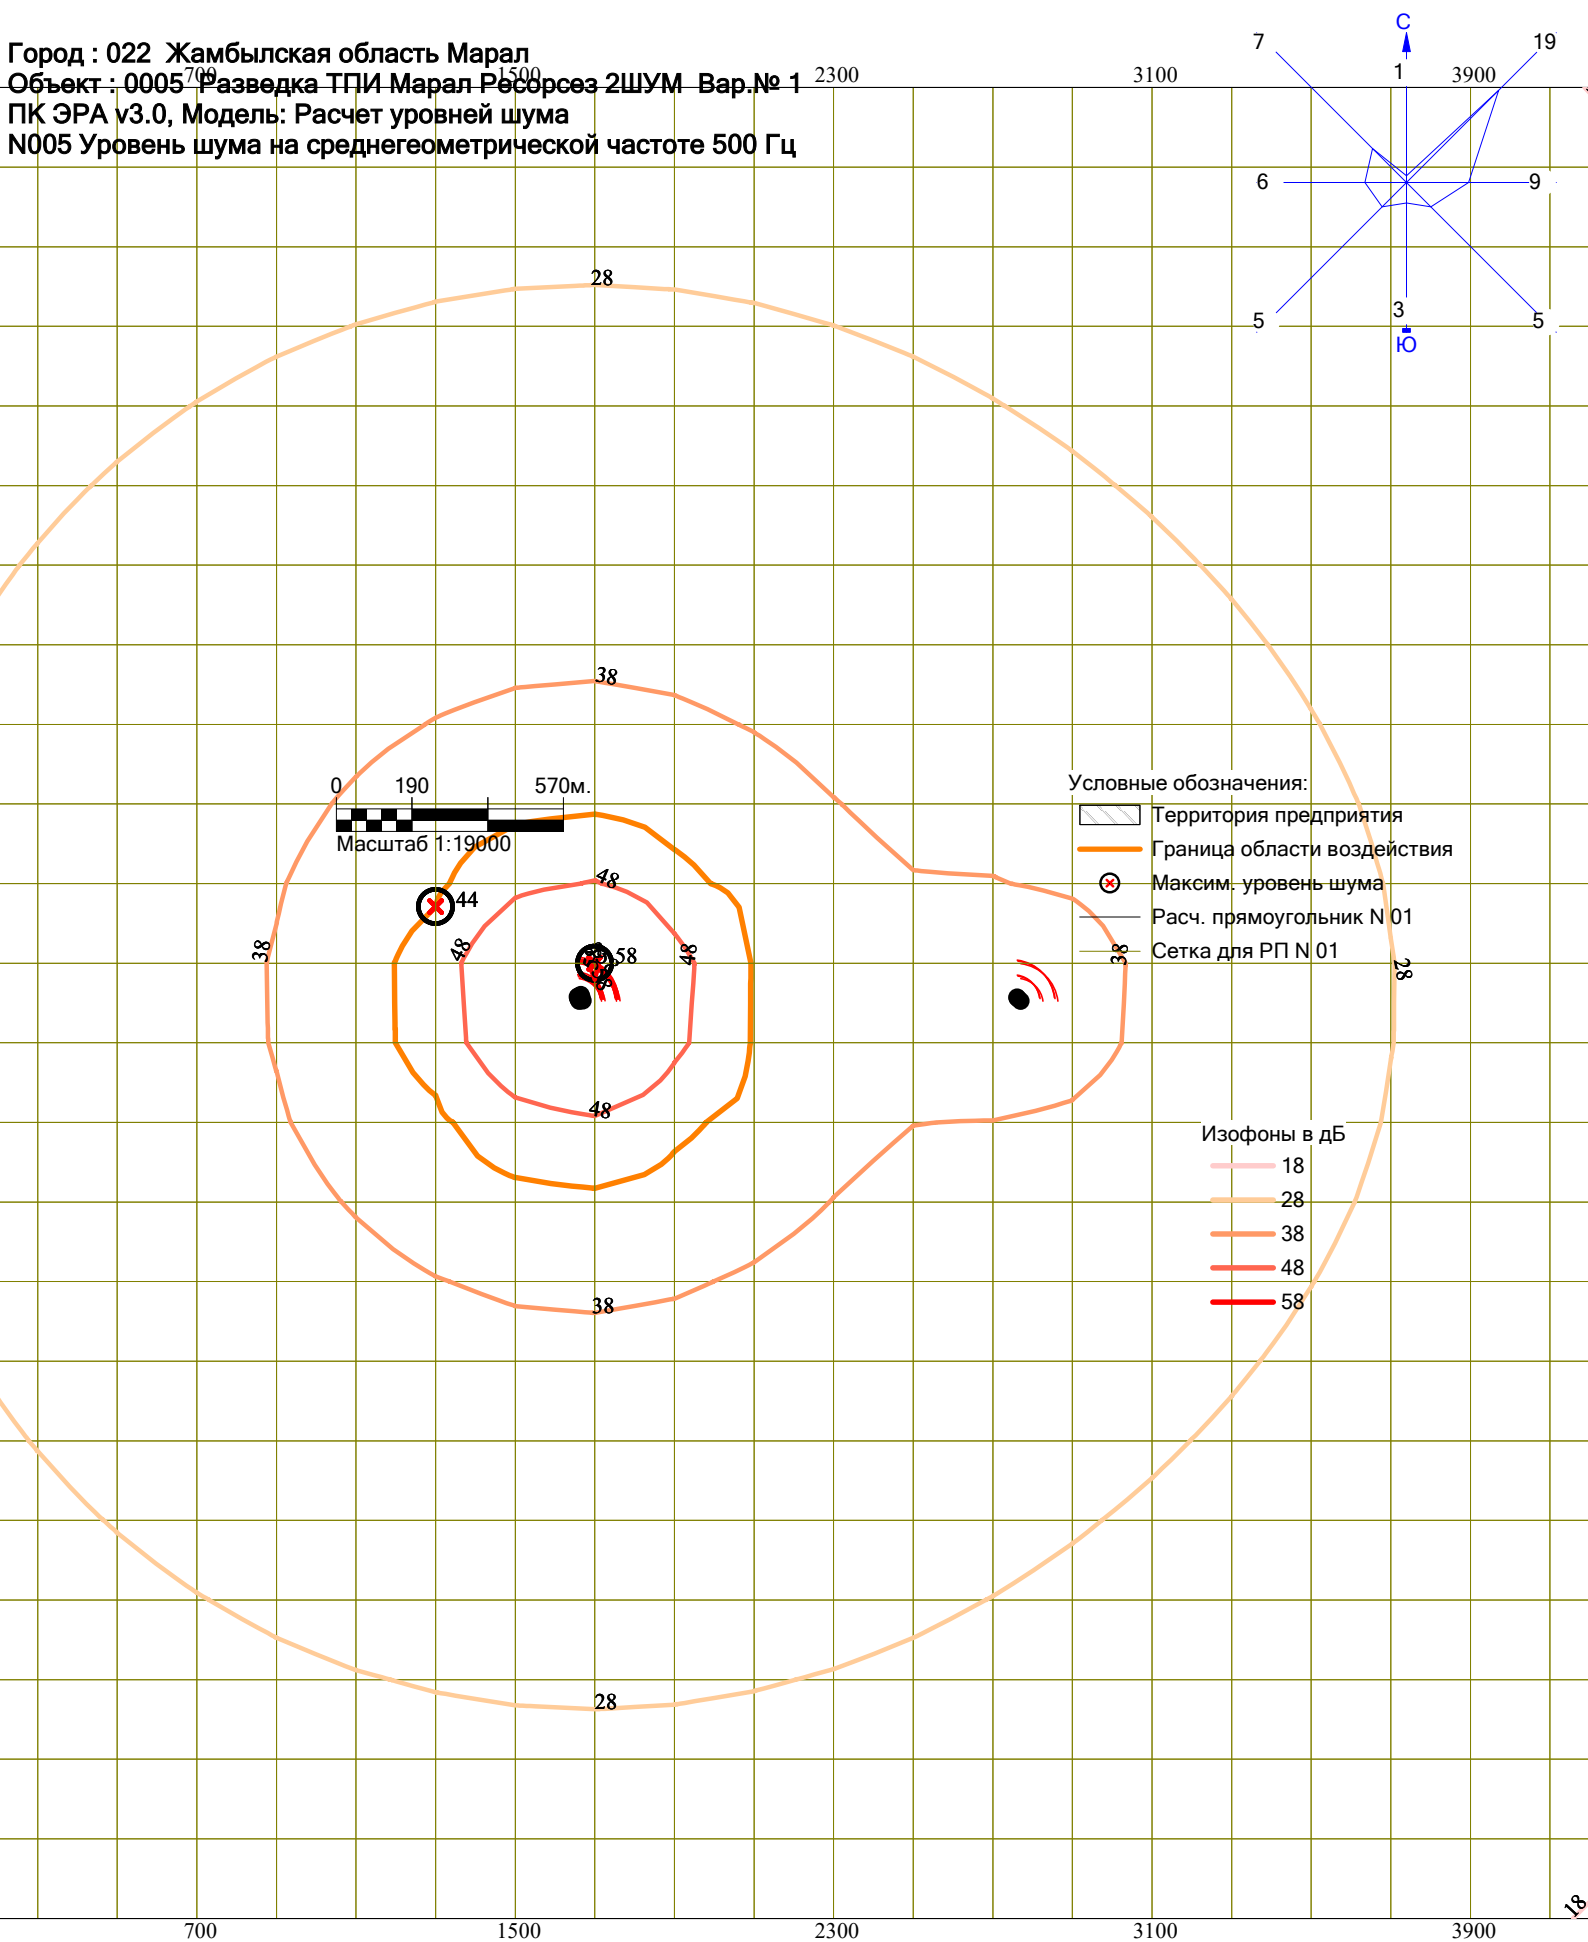 Город : 022 Жамбылская область Марал
Объект : 0005 Разведка ТПИ Марал Ресорсез 2ШУМ Вар.№ 1
ПК ЭРА v3.0, Модель: Расчет уровней шума
N005 Уровень шума на среднегеометрической частоте 500 Гц
700 1500 2300 3100 3900
С
7 1 19
6 9
5 3 5
Ю
28
38
0 190 570м.
Масштаб 1:19000
Условные обозначения:
Территория предприятия
Граница области воздействия
Максим. уровень шума
Расч. прямоугольник N 01
Сетка для РП N 01
48
44
38 48 58 48 38 28
48
Изофоны в дБ
18
28
38
48
58
38
28
18
700 1500 2300 3100 3900